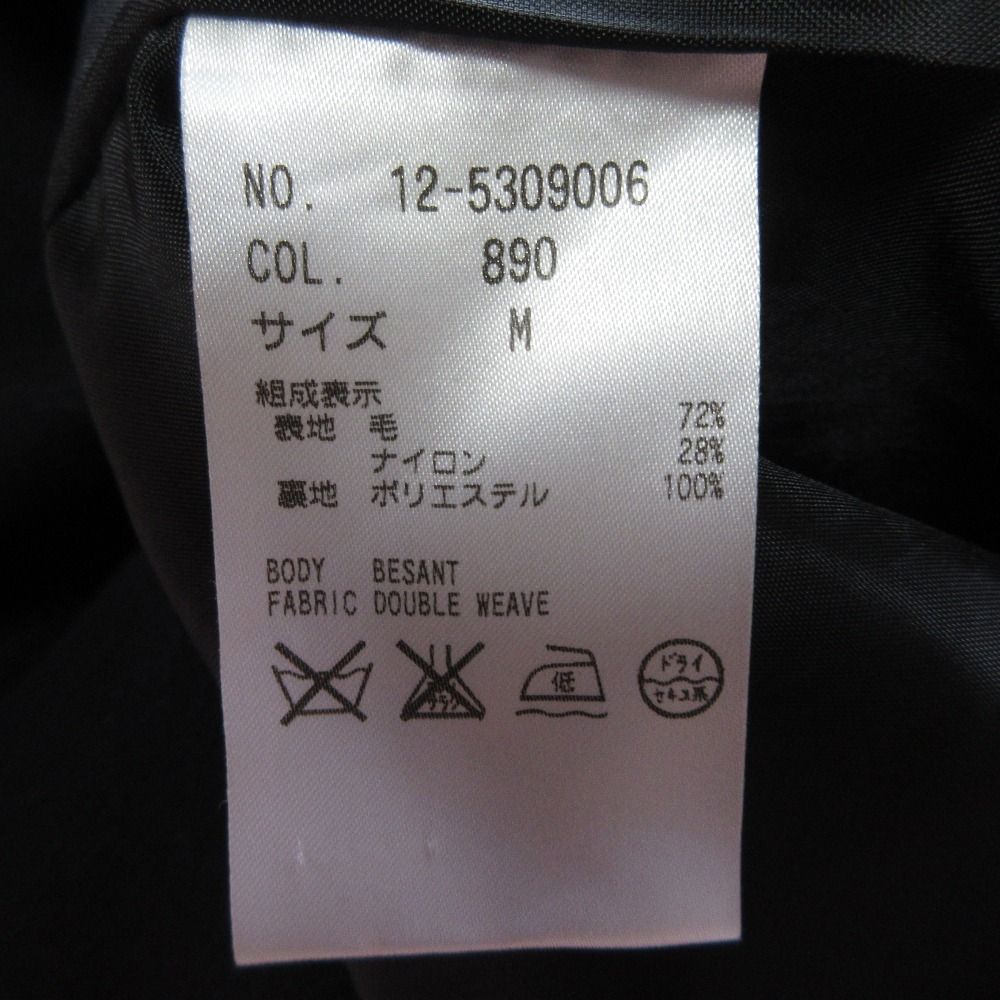 NO. 12-5309006
COL. 890
サイズ M
組成表示
表地 毛 72%
ナイロン 28%
裏地 ポリエステル 100%
BODY BESANT
FABRIC DOUBLE WEAVE
低
ドライ
セキユ系